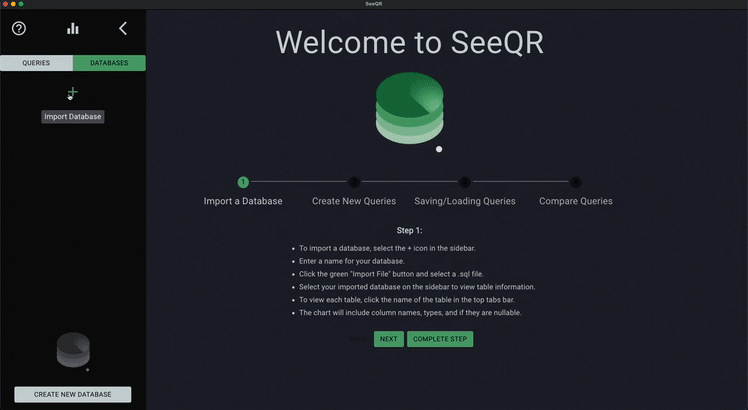 SeeQR
QUERIES
DATABASES
Import Database
CREATE NEW DATABASE
Welcome to SeeQR
1
Import a Database
Create New Queries
Saving/Loading Queries
Compare Queries
Step 1:
To import a database, select the + icon in the sidebar.
Enter a name for your database.
Click the green "Import File" button and select a .sql file.
Select your imported database on the sidebar to view table information.
To view each table, click the name of the table in the top tabs bar.
The chart will include column names, types, and if they are nullable.
BACK
NEXT
COMPLETE STEP